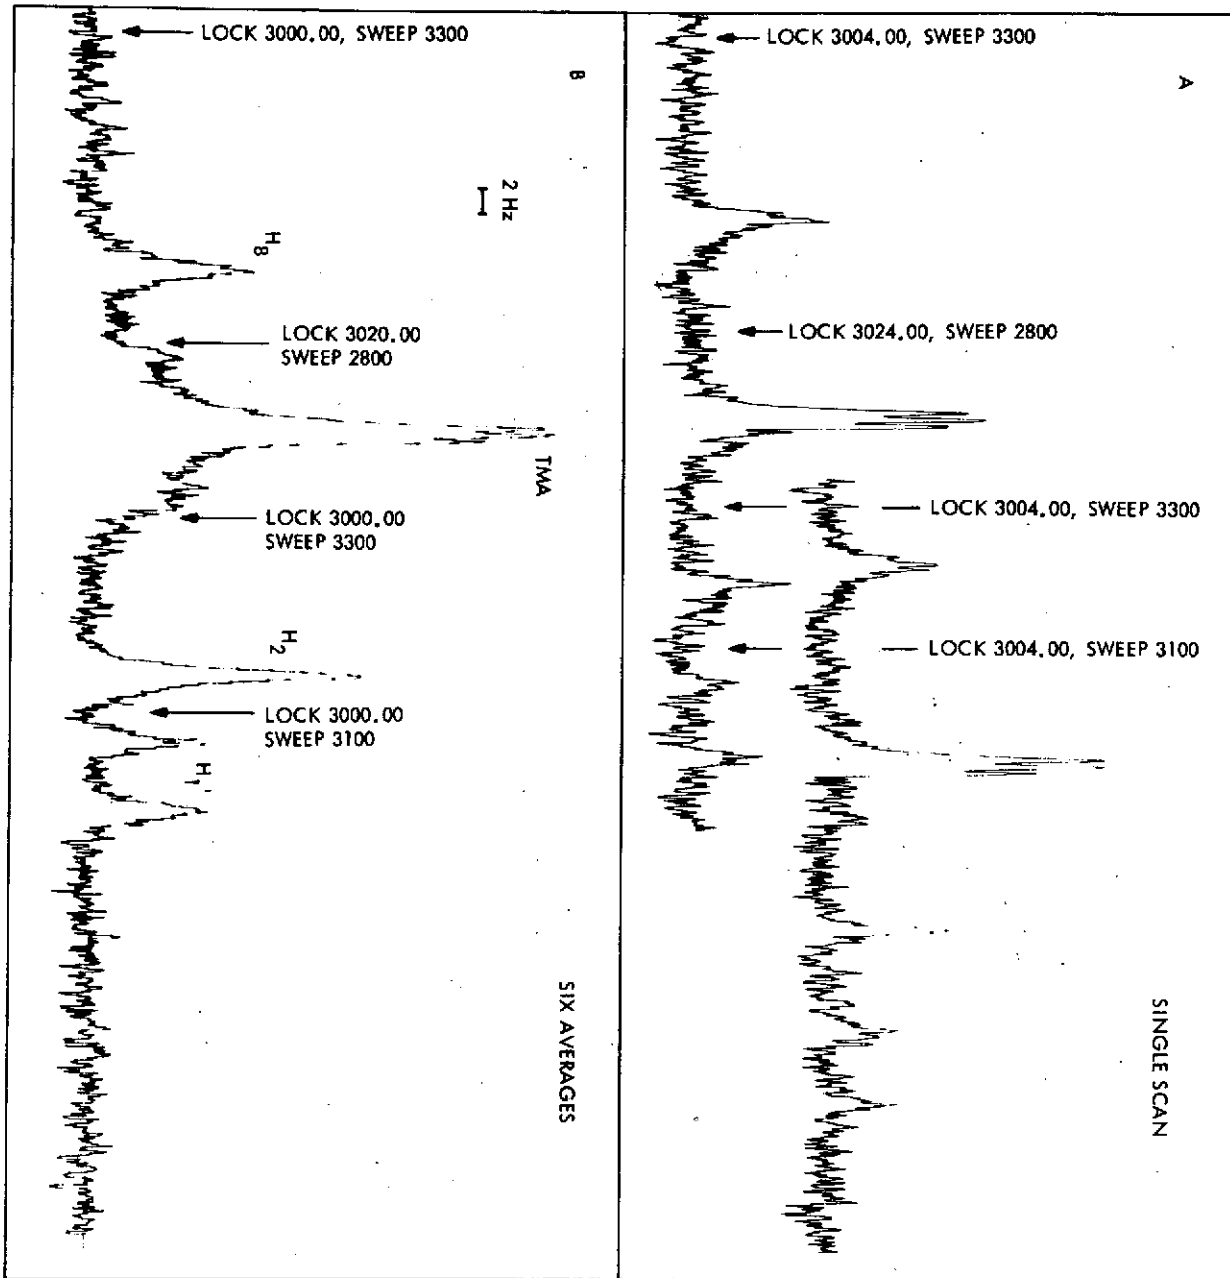 LOCK 3000.00, SWEEP 3300
B
2 Hz
H8
LOCK 3020.00
SWEEP 2800
TMA
LOCK 3000.00
SWEEP 3300
H2
LOCK 3000.00
SWEEP 3100
H1'
SIX AVERAGES
LOCK 3004.00, SWEEP 3300
A
LOCK 3024.00, SWEEP 2800
LOCK 3004.00, SWEEP 3300
LOCK 3004.00, SWEEP 3100
SINGLE SCAN